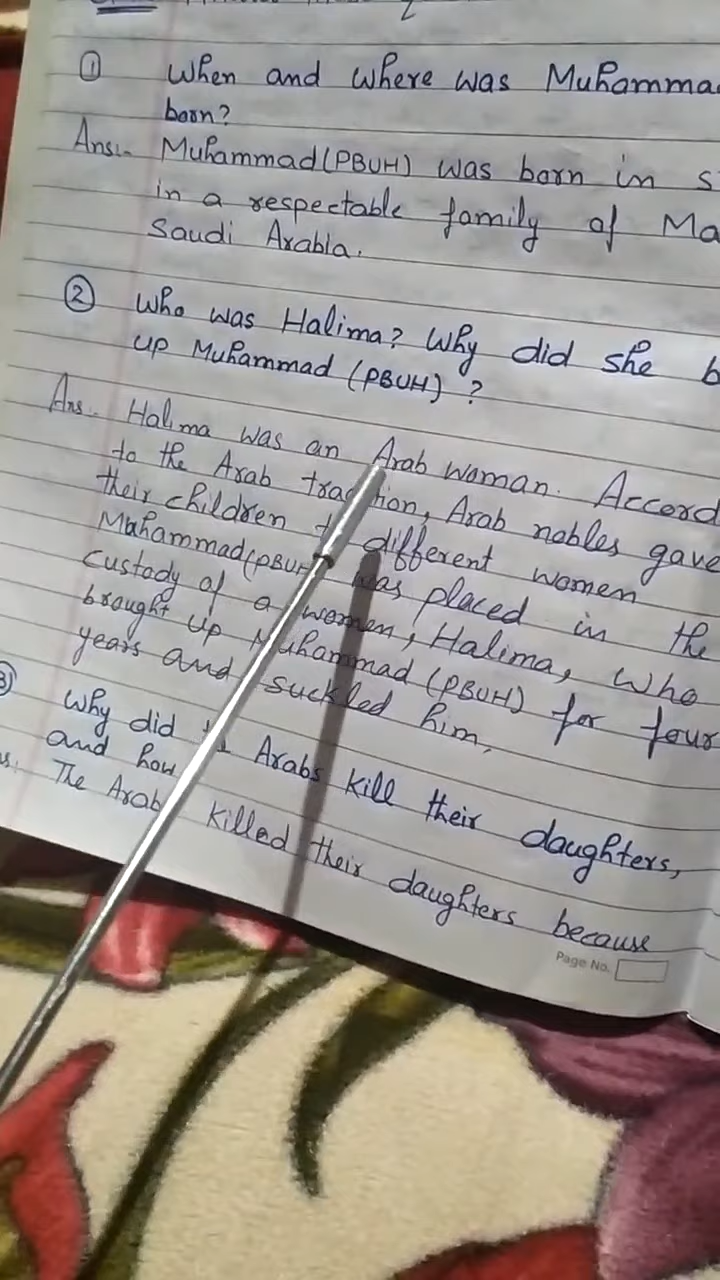 ① When and where was Muhamma
born?
Ans:- Muhammad (PBUH) was born in
in a respectable family of Ma
Saudi Arabia.
② Who was Halima? Why did she b
up Muhammad (PBUH) ?
Ans:- Halima was an Arab woman. Accord
to the Arab tradition, Arab nobles gave
their children different women
Muhammad (PBUH was placed in the
custody of a women, Halima, who
brought up Muhammad (PBUH) for four
years and suckled him.
Why did Arabs kill their daughters,
and how
The Arab killed their daughters because
Page No.